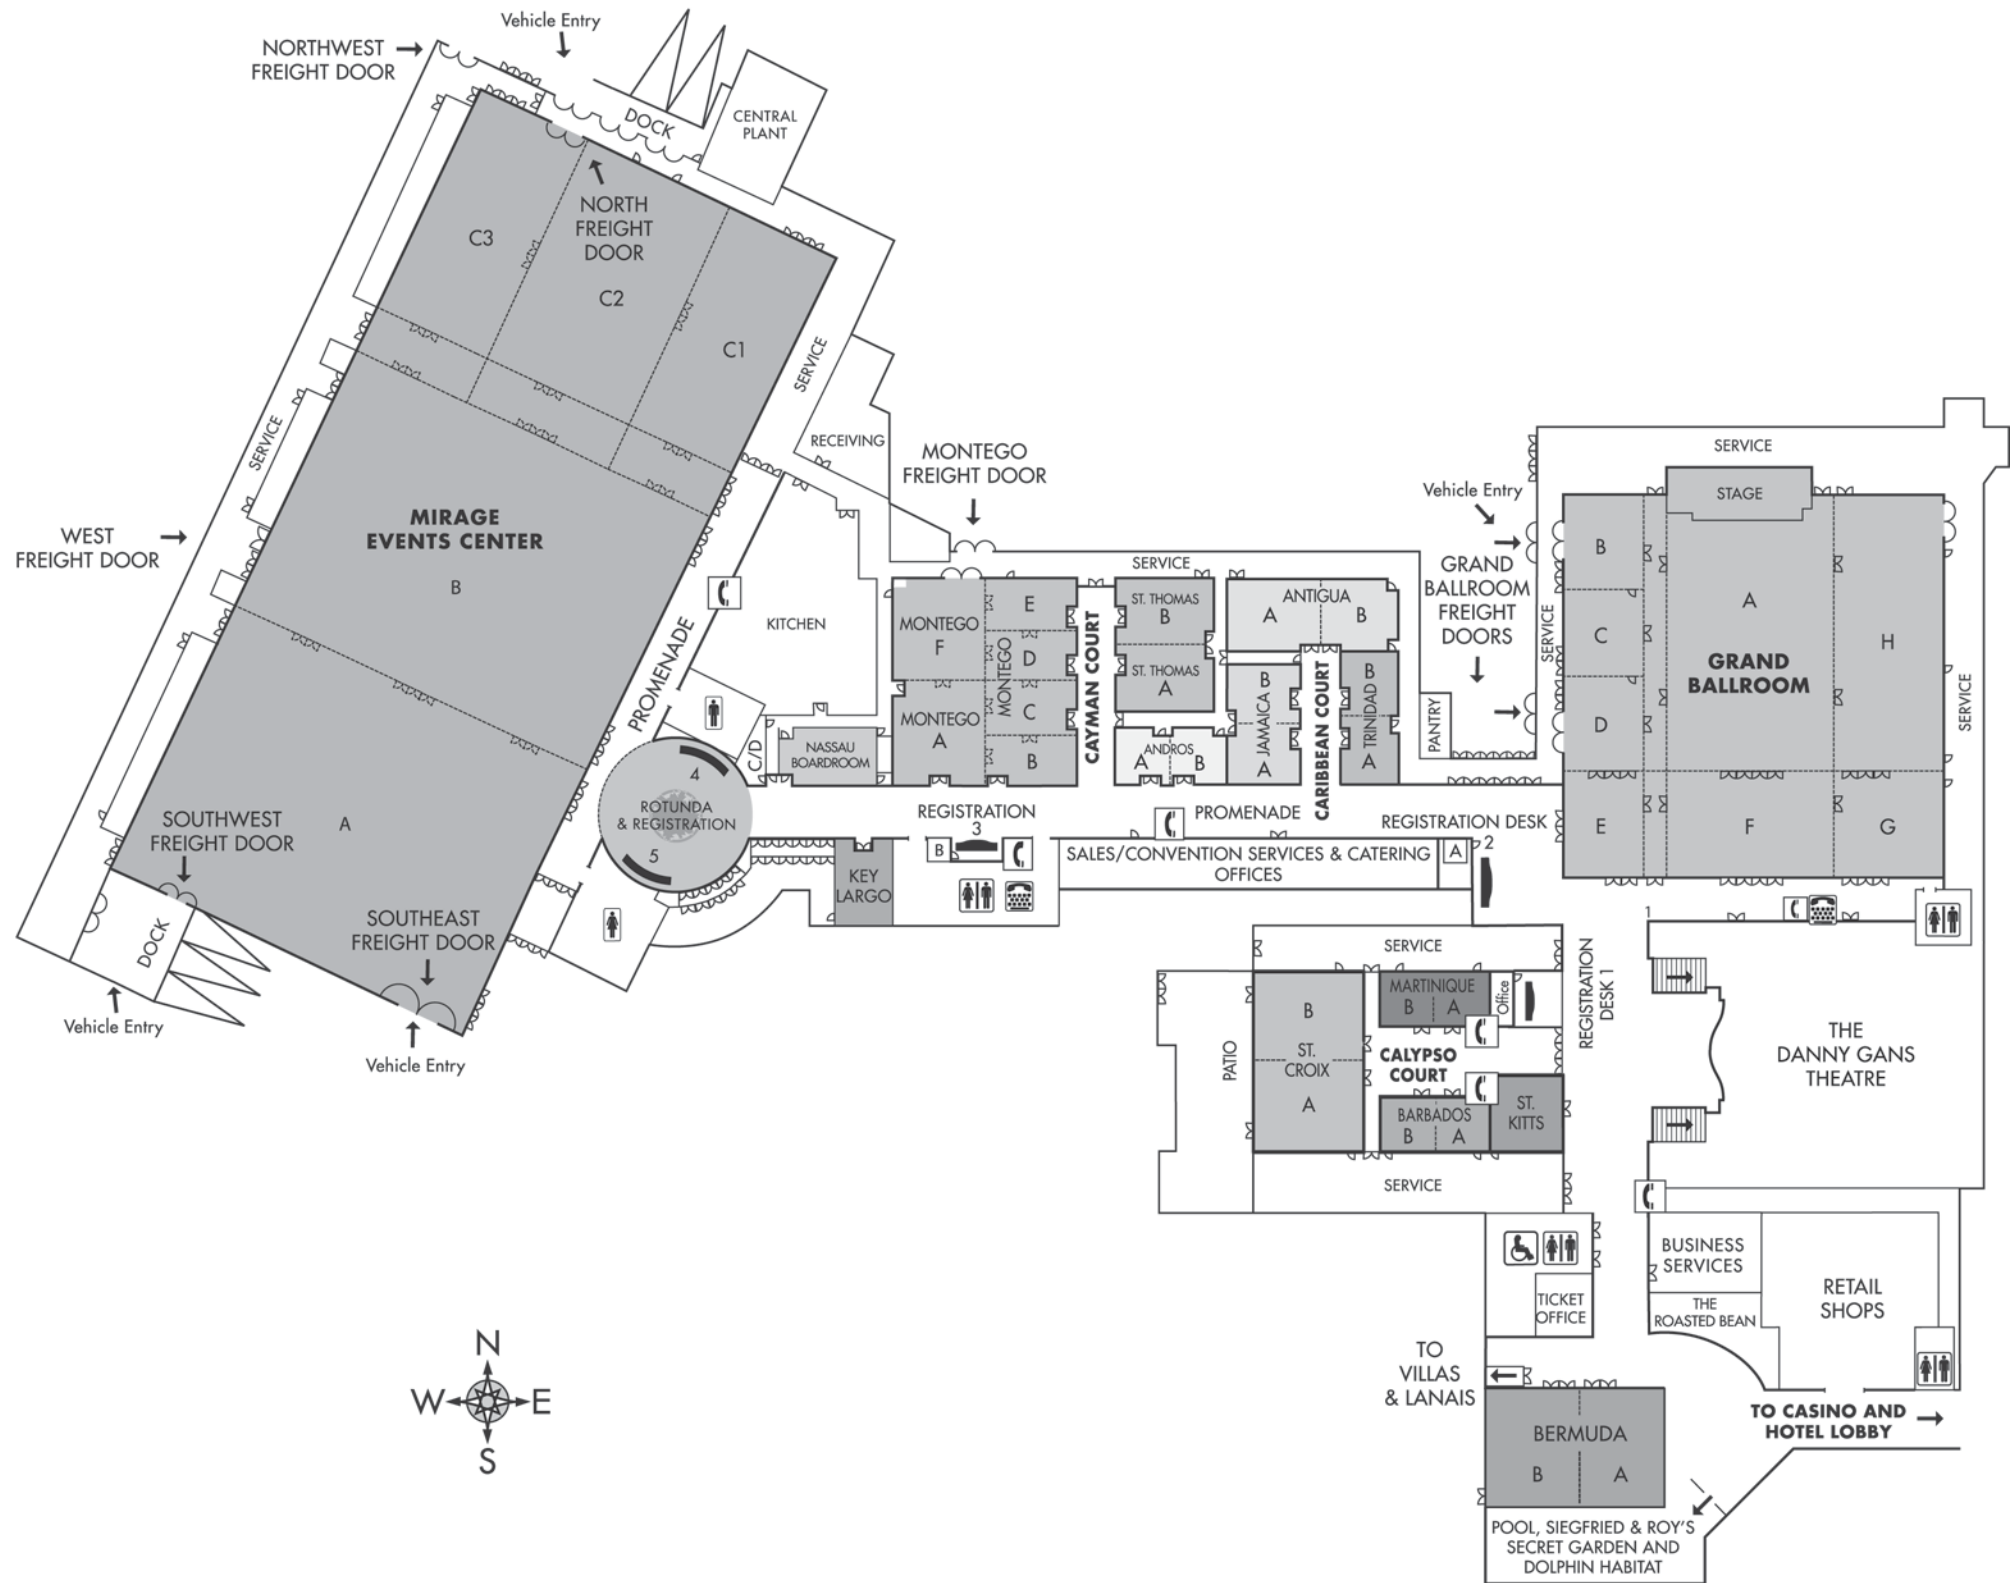 Vehicle Entry
NORTHWEST
FREIGHT DOOR
DOCK
CENTRAL
PLANT
NORTH
FREIGHT
DOOR
C3
C2
C1
SERVICE
SERVICE
RECEIVING
WEST
FREIGHT DOOR
MIRAGE
EVENTS CENTER
B
A
PROMENADE
KITCHEN
C/D
NASSAU
BOARDROOM
4
ROTUNDA
& REGISTRATION
5
SOUTHWEST
FREIGHT DOOR
SOUTHEAST
FREIGHT DOOR
DOCK
Vehicle Entry
Vehicle Entry
MONTEGO
FREIGHT DOOR
SERVICE
MONTEGO
F
MONTEGO
A
MONTEGO
E
D
C
B
CAYMAN COURT
ST. THOMAS
B
ST. THOMAS
A
ANDROS
A
B
ANTIGUA
A
B
JAMAICA
B
A
CARIBBEAN COURT
TRINIDAD
B
A
PANTRY
REGISTRATION
3
B
KEY
LARGO
PROMENADE
SALES/CONVENTION SERVICES & CATERING
OFFICES
A
REGISTRATION DESK
2
Vehicle Entry
GRAND
BALLROOM
FREIGHT
DOORS
SERVICE
SERVICE
SERVICE
STAGE
B
C
D
A
GRAND
BALLROOM
H
E
F
G
1
SERVICE
MARTINIQUE
B
A
Office
REGISTRATION
DESK 1
PATIO
B
ST.
CROIX
A
CALYPSO
COURT
BARBADOS
B
A
ST.
KITTS
SERVICE
THE
DANNY GANS
THEATRE
BUSINESS
SERVICES
THE
ROASTED BEAN
RETAIL
SHOPS
TICKET
OFFICE
TO
VILLAS
& LANAIS
TO CASINO AND
HOTEL LOBBY
BERMUDA
B
A
POOL, SIEGFRIED & ROY'S
SECRET GARDEN AND
DOLPHIN HABITAT
N
W
E
S